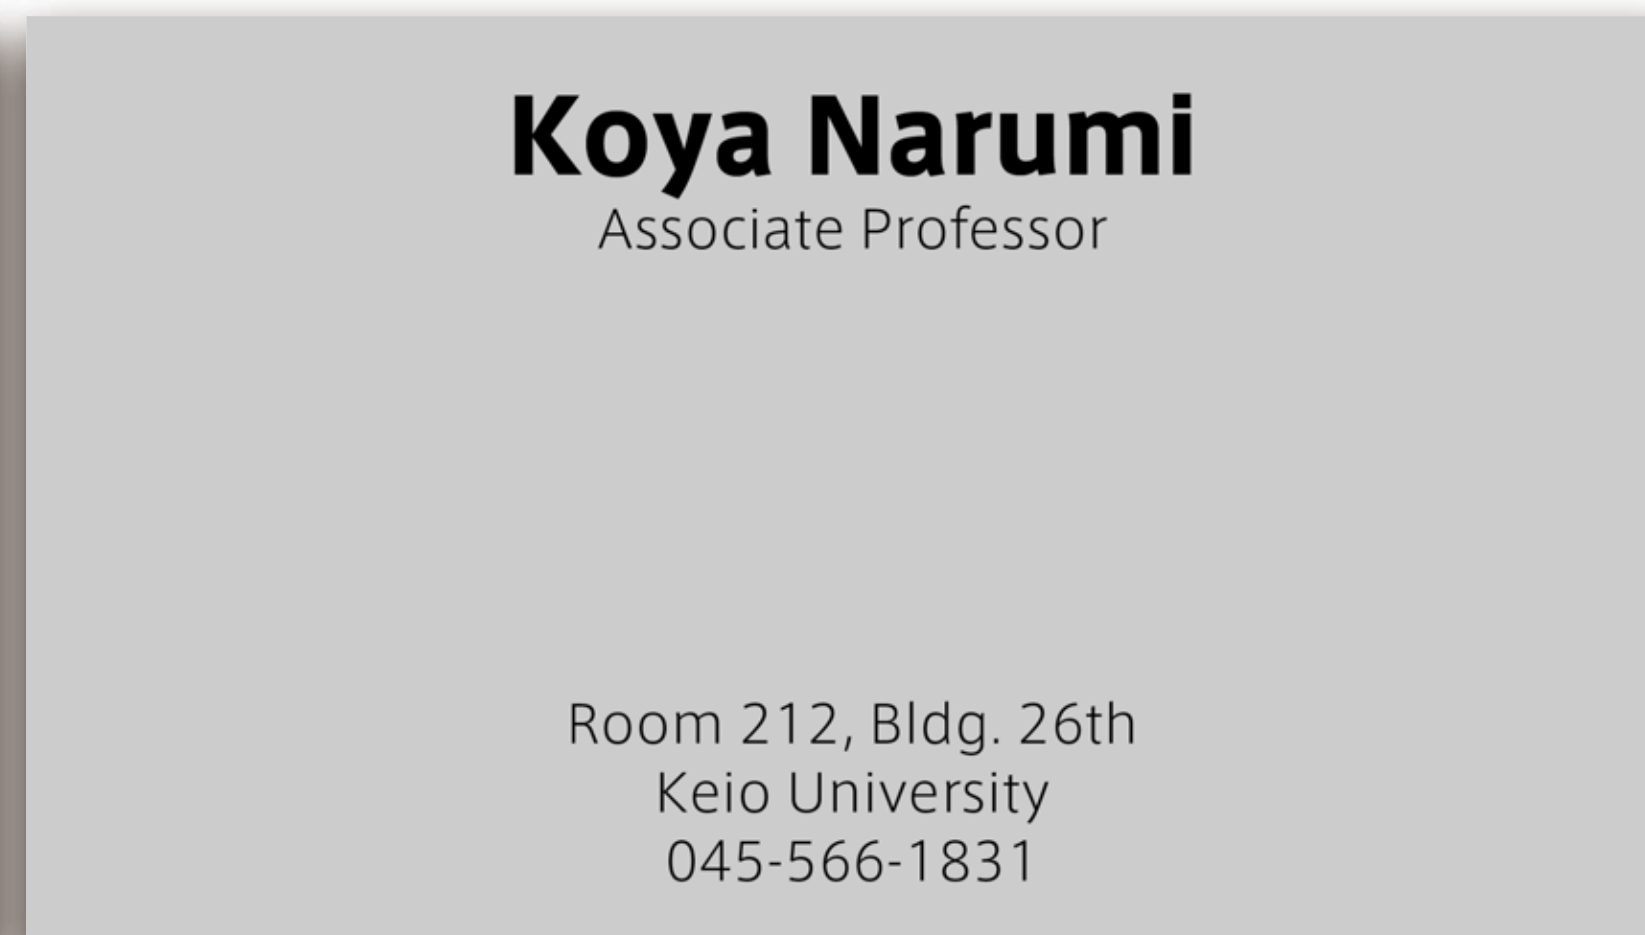 Koya Narumi
Associate Professor
Room 212, Bldg. 26th
Keio University
045-566-1831